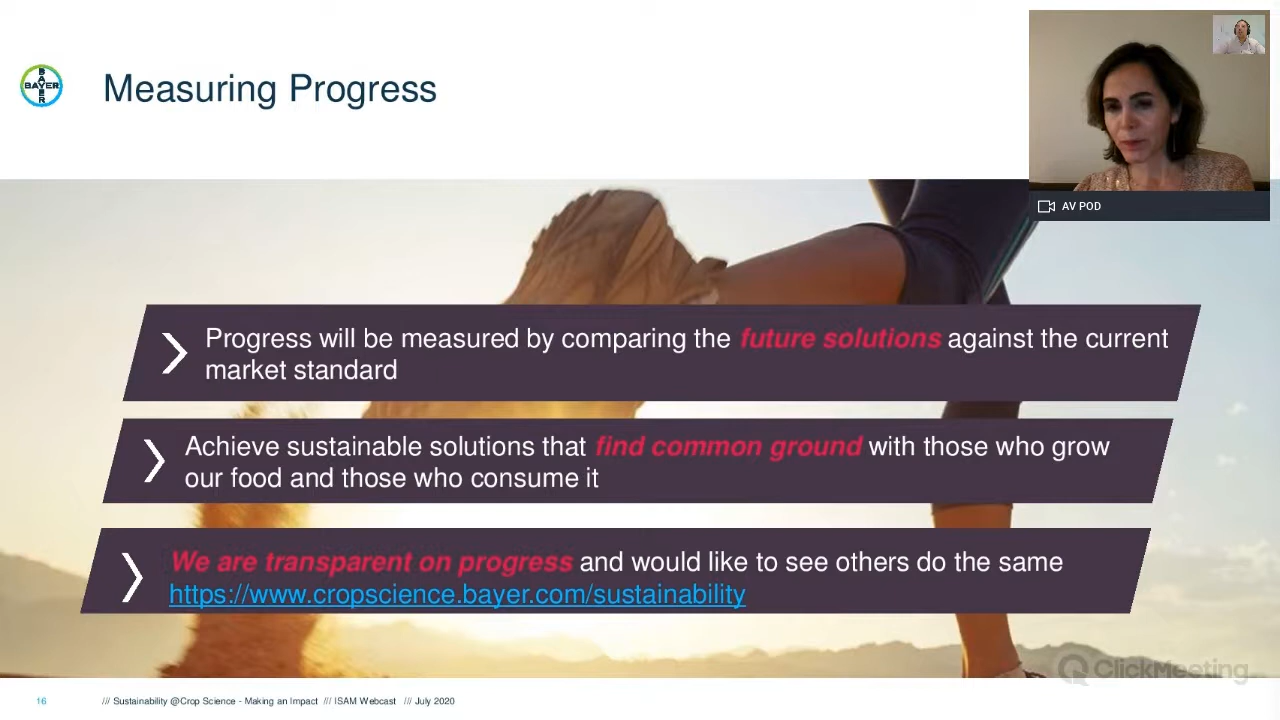 BAYER
BAYER
Measuring Progress
AV POD
Progress will be measured by comparing the future solutions against the current
market standard
Achieve sustainable solutions that find common ground with those who grow
our food and those who consume it
We are transparent on progress and would like to see others do the same
https://www.cropscience.bayer.com/sustainability
ClickMeeting
16 /// Sustainability @Crop Science - Making an Impact /// ISAM Webcast /// July 2020